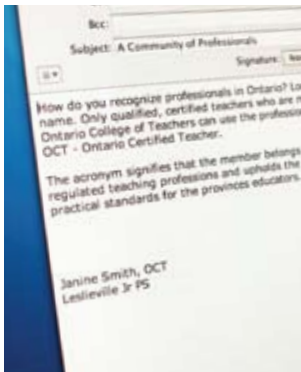 Bcc:
Subject: A Community of Professionals
Signature:
How do you recognize professionals in Ontario?
name. Only qualified, certified teachers who are
Ontario College of Teachers can use the
OCT - Ontario Certified Teacher.
The acronym signifies that the member belongs
regulated teaching professions and upholds the
practical standards for the provinces educators.
Janine Smith, OCT
Leslieville Jr PS